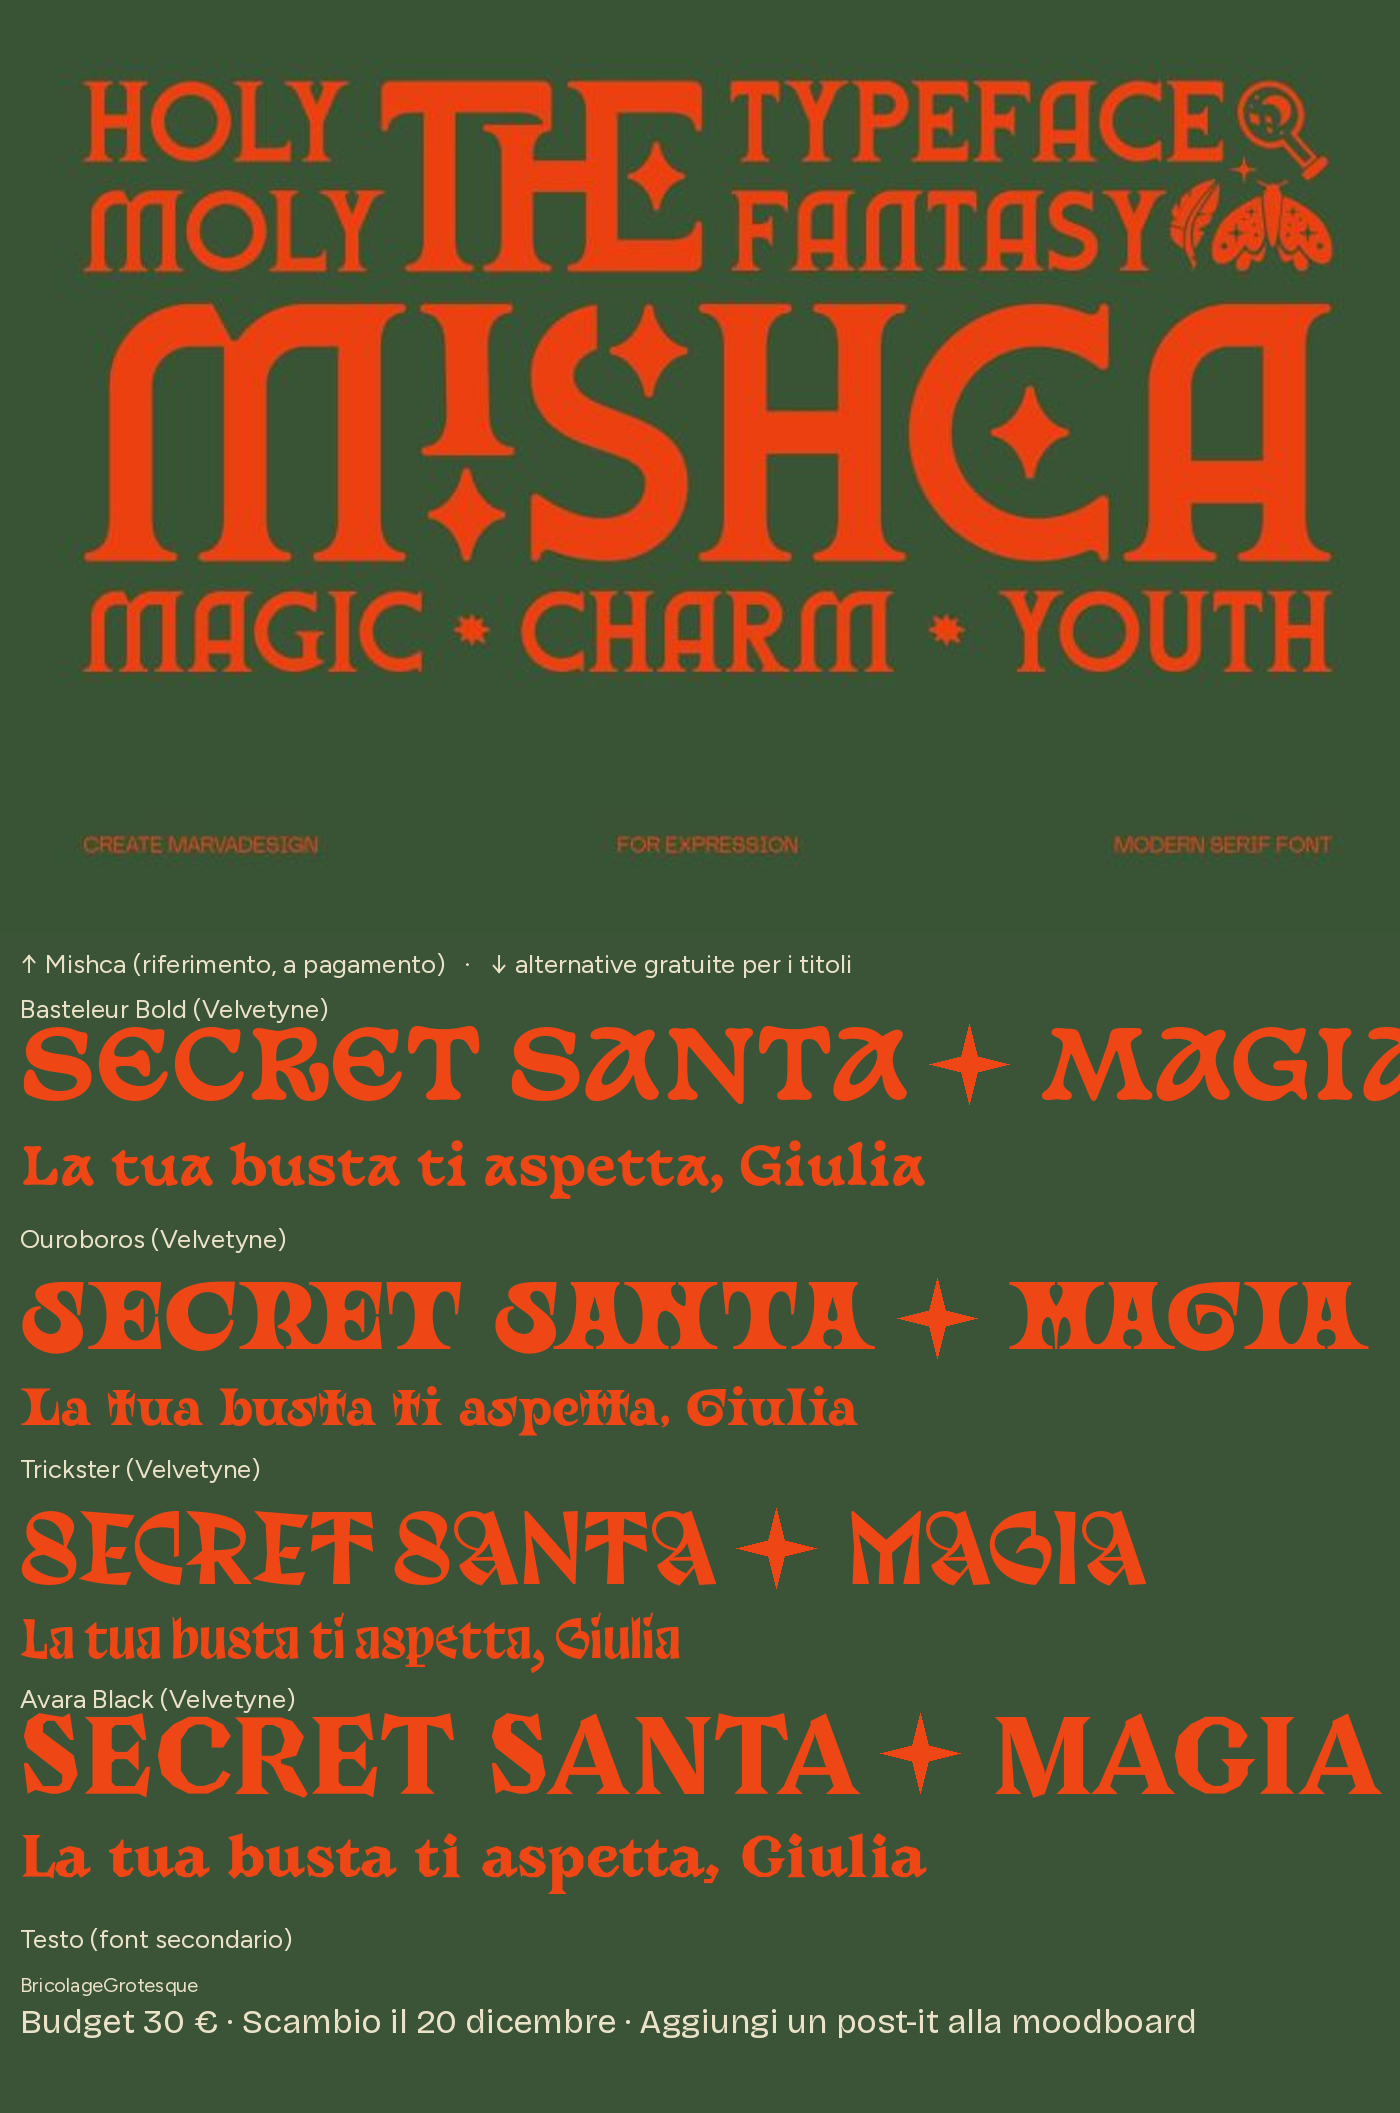 HOLY THE TYPEFACE
MOLY FANTASY
MISHCA
MAGIC CHARM YOUTH
CREATE MARVADESIGN FOR EXPRESSION MODERN SERIF FONT
↑ Mishca (riferimento, a pagamento) · ↓ alternative gratuite per i titoli
Basteleur Bold (Velvetyne)
SECRET SANTA ✦ MAGIA
La tua busta ti aspetta, Giulia
Ouroboros (Velvetyne)
SECRET SANTA ✦ MAGIA
La tua busta ti aspetta, Giulia
Trickster (Velvetyne)
SECRET SANTA ✦ MAGIA
La tua busta ti aspetta, Giulia
Avara Black (Velvetyne)
SECRET SANTA ✦ MAGIA
La tua busta ti aspetta, Giulia
Testo (font secondario)
BricolageGrotesque
Budget 30 € · Scambio il 20 dicembre · Aggiungi un post-it alla moodboard